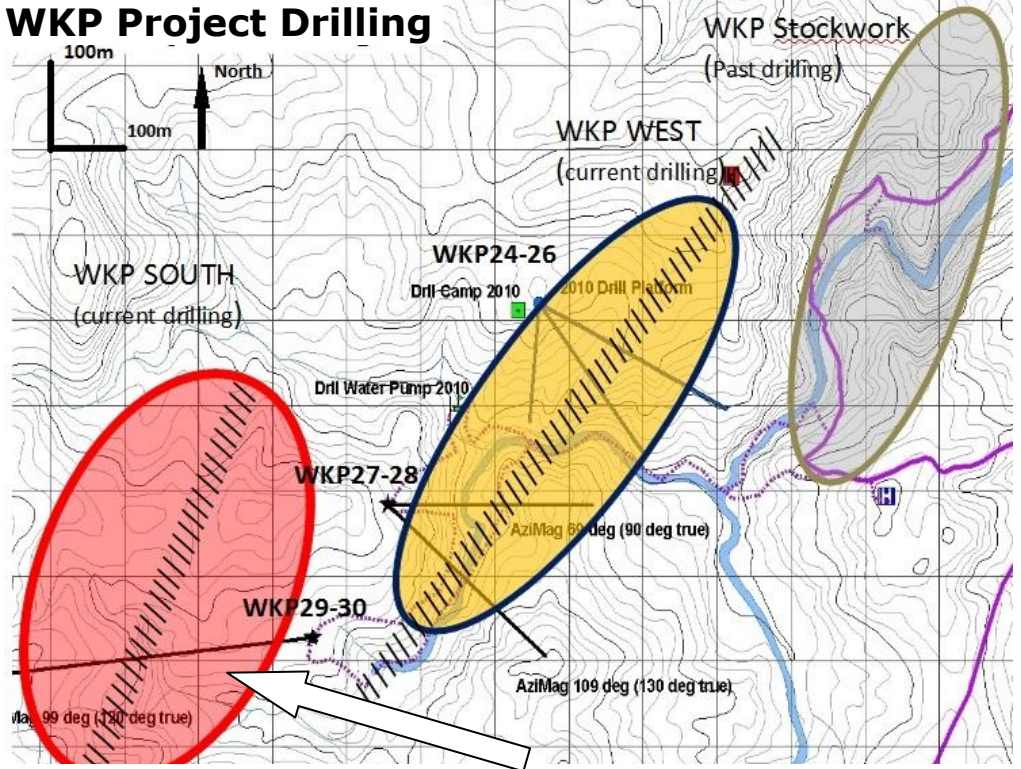 WKP Project Drilling
100m
North
100m
WKP Stockwork
(Past drilling)
WKP WEST
(current drilling)
H
WKP24-26
WKP SOUTH
(current drilling)
Drill Camp 2010
2010 Drill Platform
Drill Water Pump 2010
WKP27-28
AziMag 69 deg (90 deg true)
H
WKP29-30
AziMag 109 deg (130 deg true)
Mag 99 deg (120 deg true)